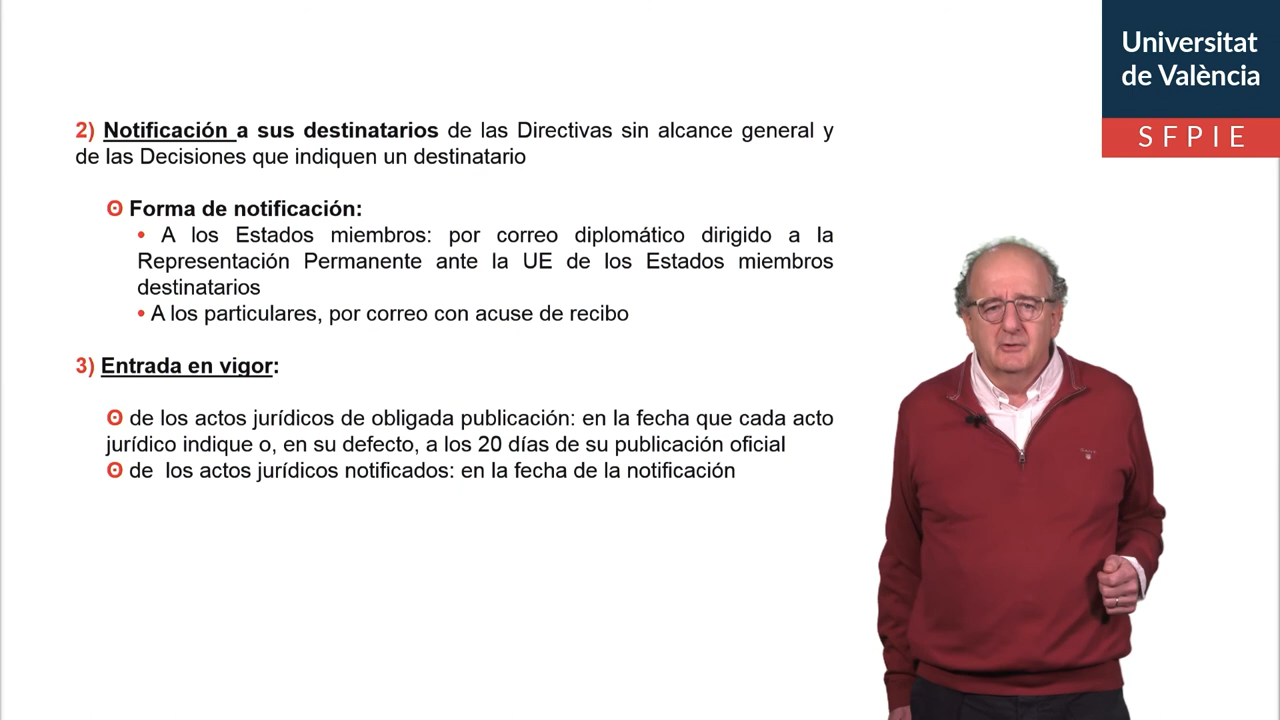 Universitat
de València
SFPIE
2) Notificación a sus destinatarios de las Directivas sin alcance general y
de las Decisiones que indiquen un destinatario
ʘ Forma de notificación:
• A los Estados miembros: por correo diplomático dirigido a la
Representación Permanente ante la UE de los Estados miembros
destinatarios
• A los particulares, por correo con acuse de recibo
3) Entrada en vigor:
ʘ de los actos jurídicos de obligada publicación: en la fecha que cada acto
jurídico indique o, en su defecto, a los 20 días de su publicación oficial
ʘ de los actos jurídicos notificados: en la fecha de la notificación